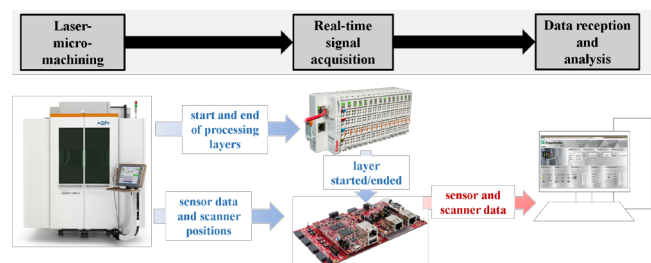 Laser-
micro-
machining
Real-time
signal
acquisition
Data reception
and
analysis
+GF+
start and end
of processing
layers
layer
started/ended
sensor data
and scanner
positions
sensor and
scanner data